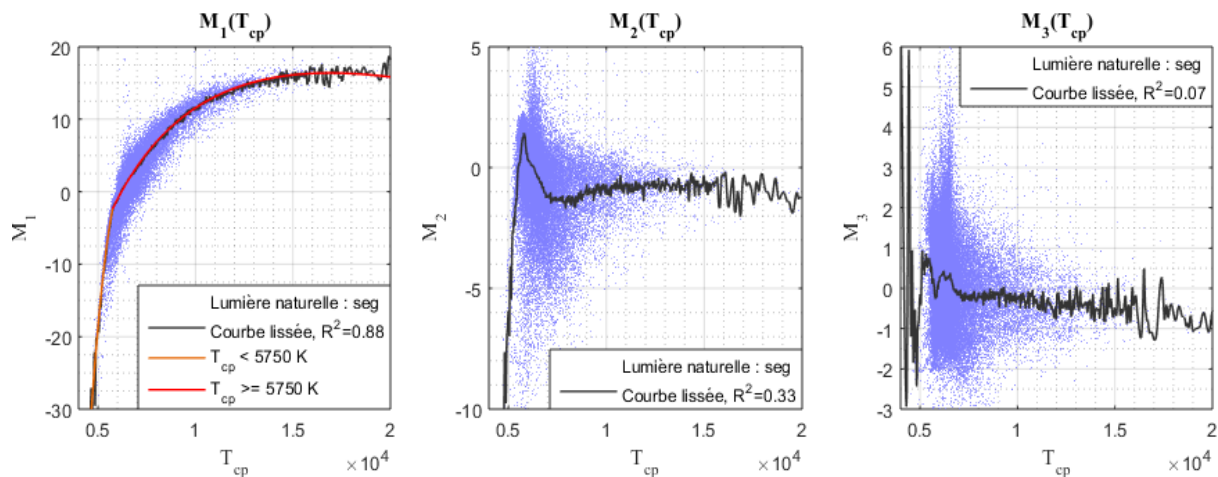 M1(Tcp)
20
10
0
-10
-20
-30
M1
0.5
1
1.5
2
Tcp
×10^4
Lumière naturelle : seg
Courbe lissée, R^2=0.88
Tcp < 5750 K
Tcp >= 5750 K
M2(Tcp)
5
0
-5
-10
M2
0.5
1
1.5
2
Tcp
×10^4
Lumière naturelle : seg
Courbe lissée, R^2=0.33
M3(Tcp)
6
5
4
3
2
1
0
-1
-2
-3
M3
0.5
1
1.5
2
Tcp
×10^4
Lumière naturelle : seg
Courbe lissée, R^2=0.07